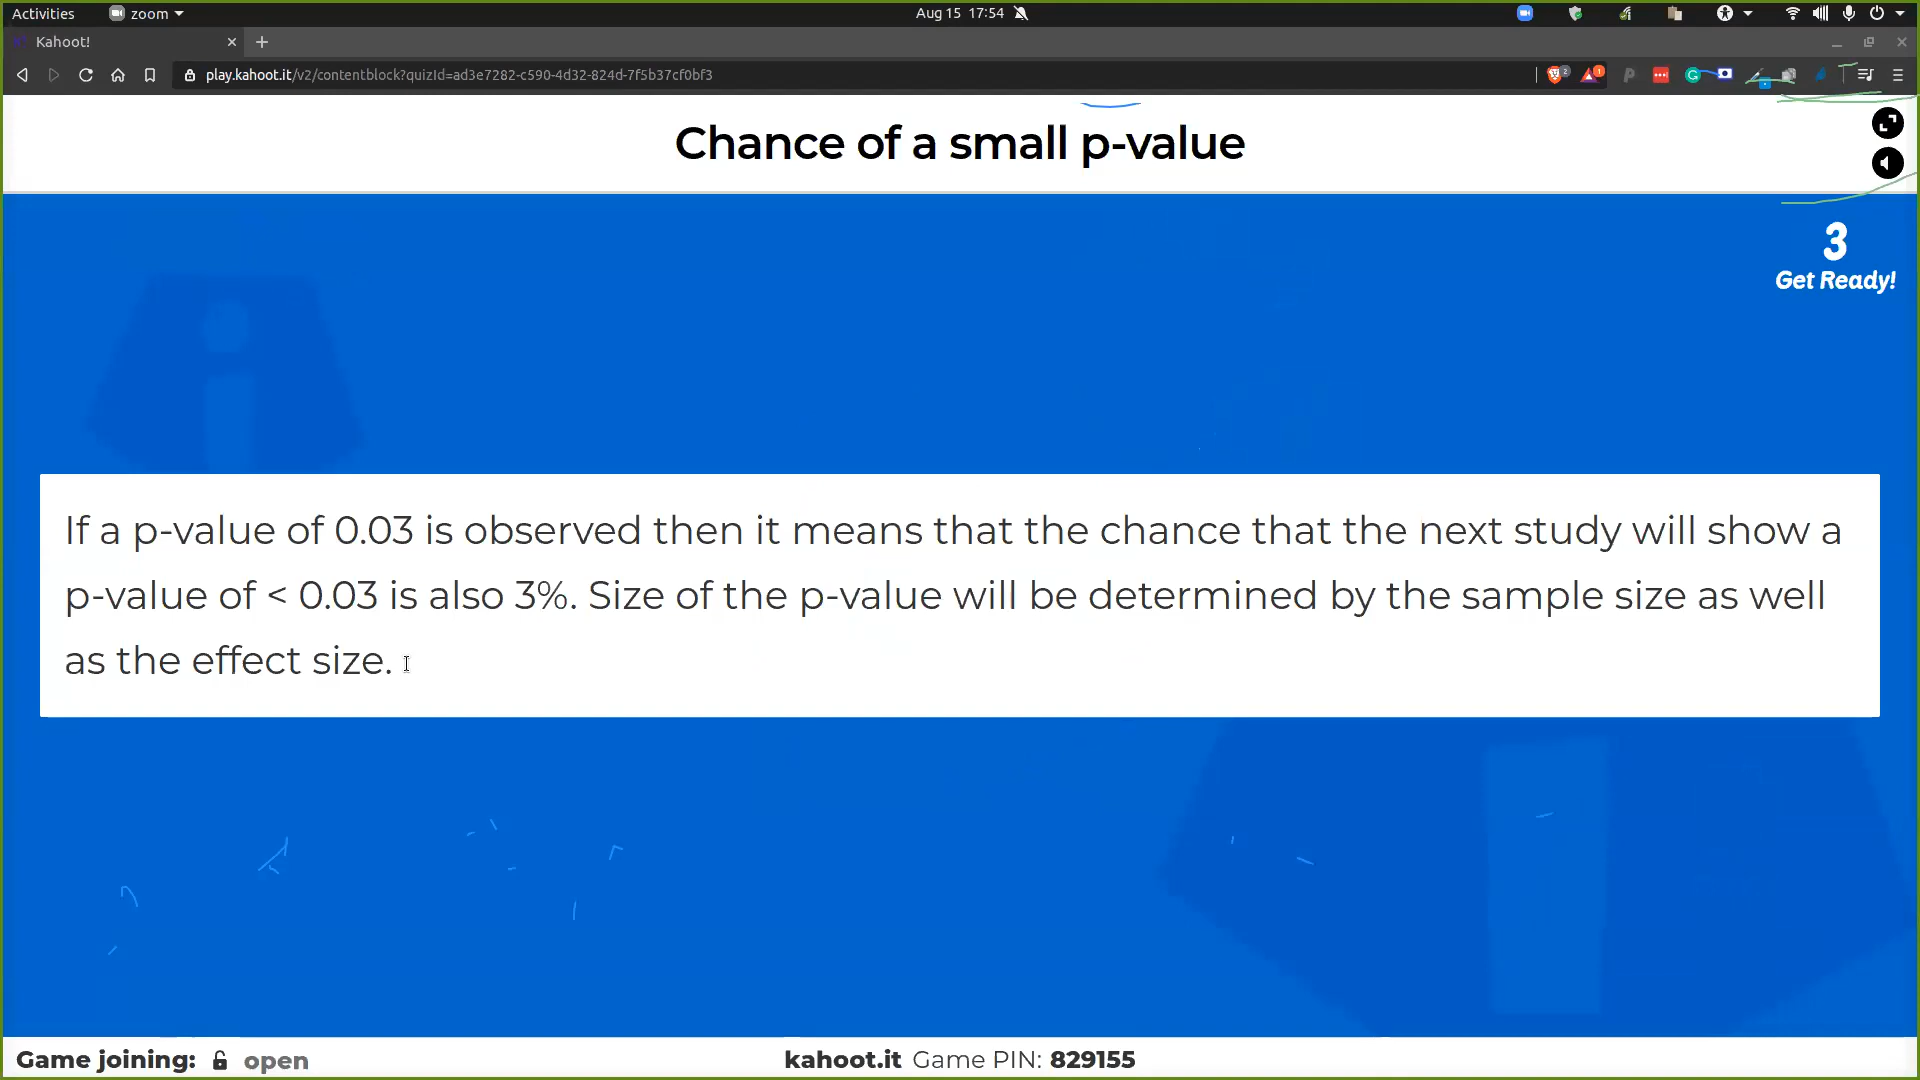 Activities zoom Aug 15 17:54
Kahoot!
play.kahoot.it/v2/contentblock?quizId=ad3e7282-c590-4d32-824d-7f5b37cf0bf3
Chance of a small p-value
3
Get Ready!
If a p-value of 0.03 is observed then it means that the chance that the next study will show a
p-value of < 0.03 is also 3%. Size of the p-value will be determined by the sample size as well
as the effect size.
Game joining: open kahoot.it Game PIN: 829155